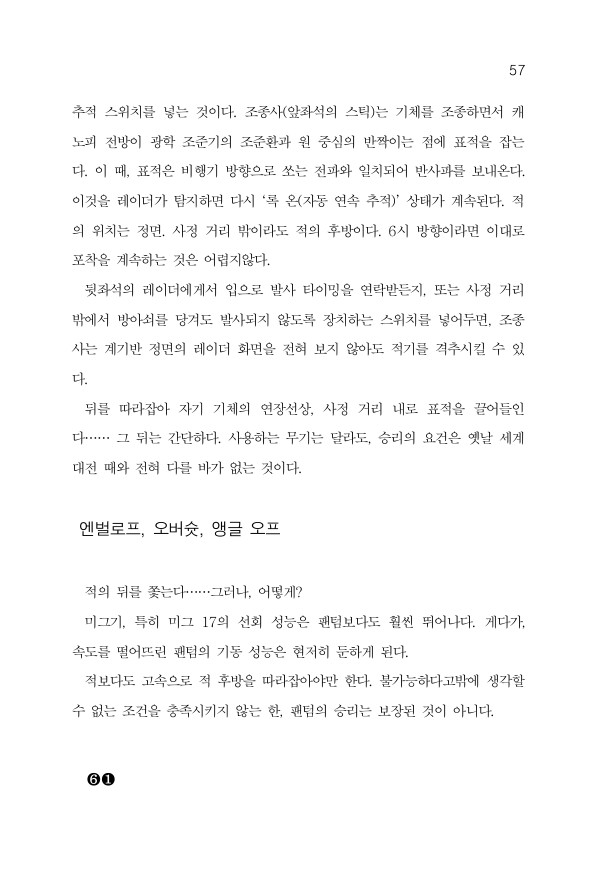 57
추적 스위치를 넣는 것이다. 조종사(앞좌석의 스틱)는 기체를 조종하면서 캐
노피 전방이 광학 조준기의 조준환과 원 중심의 반짝이는 점에 표적을 잡는
다. 이 때, 표적은 비행기 방향으로 쏘는 전파와 일치되어 반사파를 보내온다.
이것을 레이더가 탐지하면 다시 ‘록 온(자동 연속 추적)’ 상태가 계속된다. 적
의 위치는 정면. 사정 거리 밖이라도 적의 후방이다. 6시 방향이라면 이대로
포착을 계속하는 것은 어렵지않다.
뒷좌석의 레이더에게서 입으로 발사 타이밍을 연락받든지, 또는 사정 거리
밖에서 방아쇠를 당겨도 발사되지 않도록 장치하는 스위치를 넣어두면, 조종
사는 계기반 정면의 레이더 화면을 전혀 보지 않아도 적기를 격추시킬 수 있
다.
뒤를 따라잡아 자기 기체의 연장선상, 사정 거리 내로 표적을 끌어들인
다…… 그 뒤는 간단하다. 사용하는 무기는 달라도, 승리의 요건은 옛날 세계
대전 때와 전혀 다를 바가 없는 것이다.
엔벌로프, 오버슛, 앵글 오프
적의 뒤를 쫓는다……그러나, 어떻게?
미그기, 특히 미그 17의 선회 성능은 팬텀보다도 훨씬 뛰어나다. 게다가,
속도를 떨어뜨린 팬텀의 기동 성능은 현저히 둔하게 된다.
적보다도 고속으로 적 후방을 따라잡아야만 한다. 불가능하다고밖에 생각할
수 없는 조건을 충족시키지 않는 한, 팬텀의 승리는 보장된 것이 아니다.
❻❶